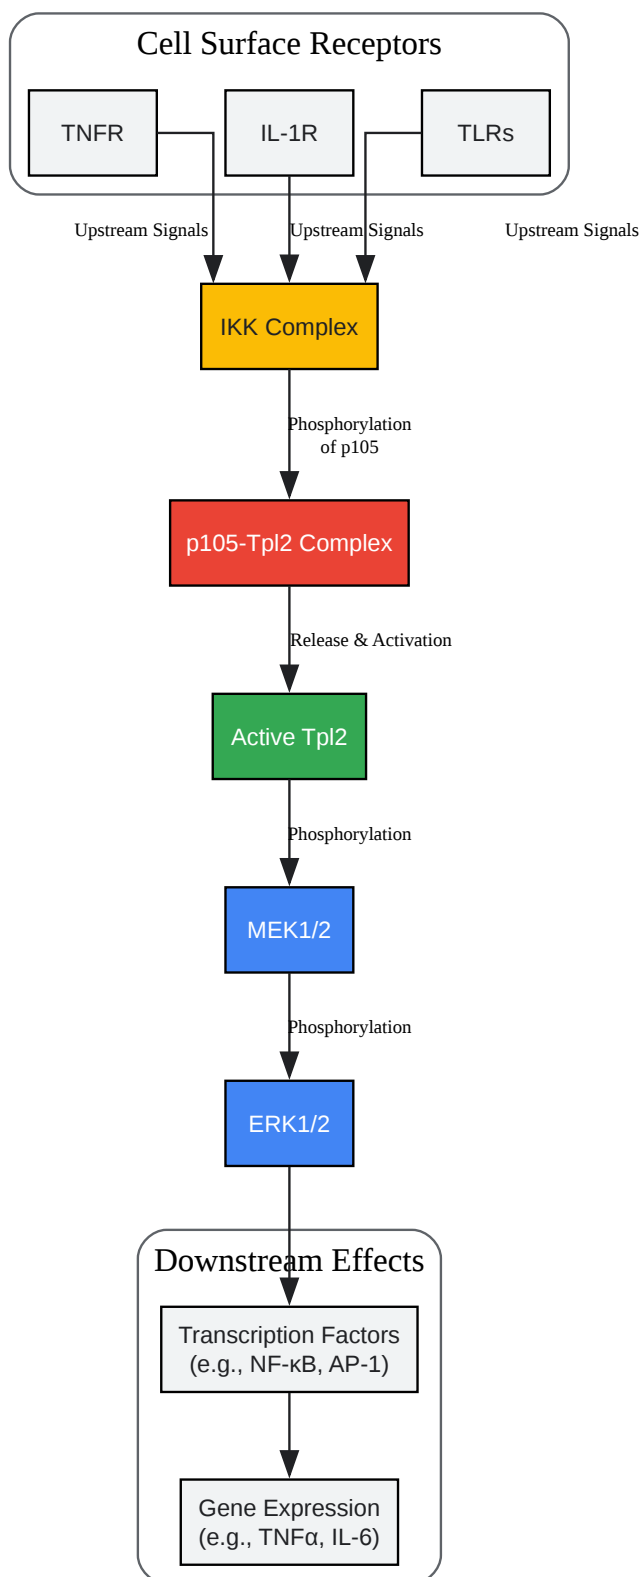 Cell Surface Receptors
TNFR
IL-1R
TLRs
Upstream Signals
Upstream Signals
Upstream Signals
IKK Complex
Phosphorylation
of p105
p105-Tpl2 Complex
Release & Activation
Active Tpl2
Phosphorylation
MEK1/2
Phosphorylation
ERK1/2
Downstream Effects
Transcription Factors
(e.g., NF-κB, AP-1)
Gene Expression
(e.g., TNFα, IL-6)